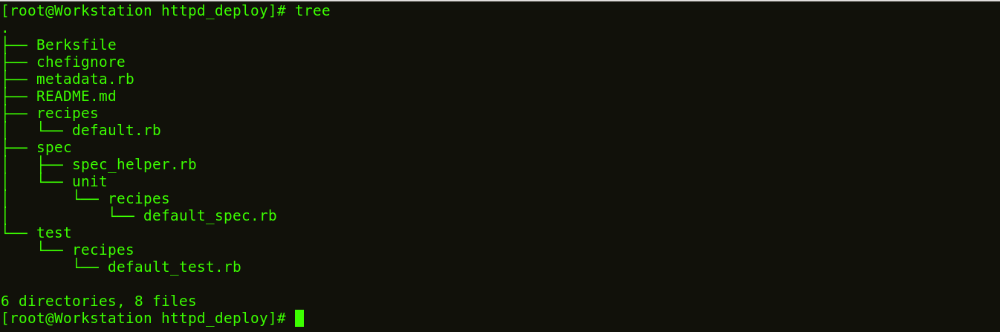 [root@Workstation httpd_deploy]# tree
.
├── Berksfile
├── chefignore
├── metadata.rb
├── README.md
├── recipes
│   └── default.rb
├── spec
│   ├── spec_helper.rb
│   └── unit
│       └── recipes
│           └── default_spec.rb
└── test
    └── recipes
        └── default_test.rb

6 directories, 8 files
[root@Workstation httpd_deploy]#